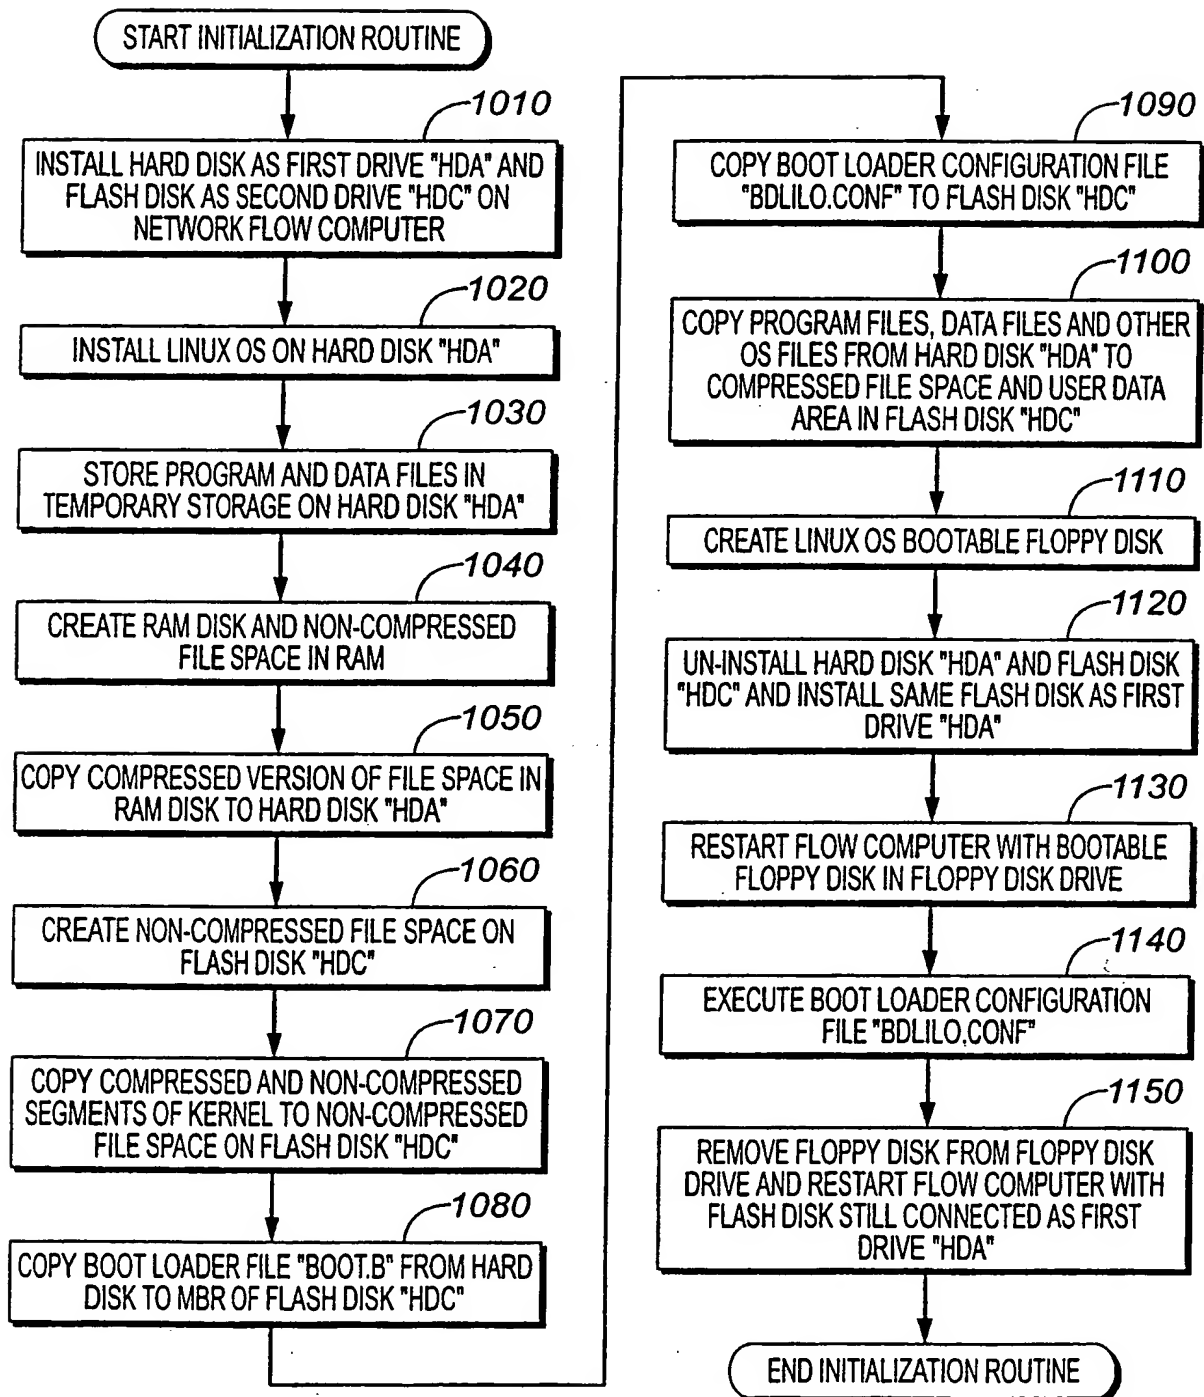 START INITIALIZATION ROUTINE
1010
INSTALL HARD DISK AS FIRST DRIVE "HDA" AND
FLASH DISK AS SECOND DRIVE "HDC" ON
NETWORK FLOW COMPUTER
1020
INSTALL LINUX OS ON HARD DISK "HDA"
1030
STORE PROGRAM AND DATA FILES IN
TEMPORARY STORAGE ON HARD DISK "HDA"
1040
CREATE RAM DISK AND NON-COMPRESSED
FILE SPACE IN RAM
1050
COPY COMPRESSED VERSION OF FILE SPACE IN
RAM DISK TO HARD DISK "HDA"
1060
CREATE NON-COMPRESSED FILE SPACE ON
FLASH DISK "HDC"
1070
COPY COMPRESSED AND NON-COMPRESSED
SEGMENTS OF KERNEL TO NON-COMPRESSED
FILE SPACE ON FLASH DISK "HDC"
1080
COPY BOOT LOADER FILE "BOOT.B" FROM HARD
DISK TO MBR OF FLASH DISK "HDC"
1090
COPY BOOT LOADER CONFIGURATION FILE
"BDLILO.CONF" TO FLASH DISK "HDC"
1100
COPY PROGRAM FILES, DATA FILES AND OTHER
OS FILES FROM HARD DISK "HDA" TO
COMPRESSED FILE SPACE AND USER DATA
AREA IN FLASH DISK "HDC"
1110
CREATE LINUX OS BOOTABLE FLOPPY DISK
1120
UN-INSTALL HARD DISK "HDA" AND FLASH DISK
"HDC" AND INSTALL SAME FLASH DISK AS FIRST
DRIVE "HDA"
1130
RESTART FLOW COMPUTER WITH BOOTABLE
FLOPPY DISK IN FLOPPY DISK DRIVE
1140
EXECUTE BOOT LOADER CONFIGURATION
FILE "BDLILO.CONF"
1150
REMOVE FLOPPY DISK FROM FLOPPY DISK
DRIVE AND RESTART FLOW COMPUTER WITH
FLASH DISK STILL CONNECTED AS FIRST
DRIVE "HDA"
END INITIALIZATION ROUTINE